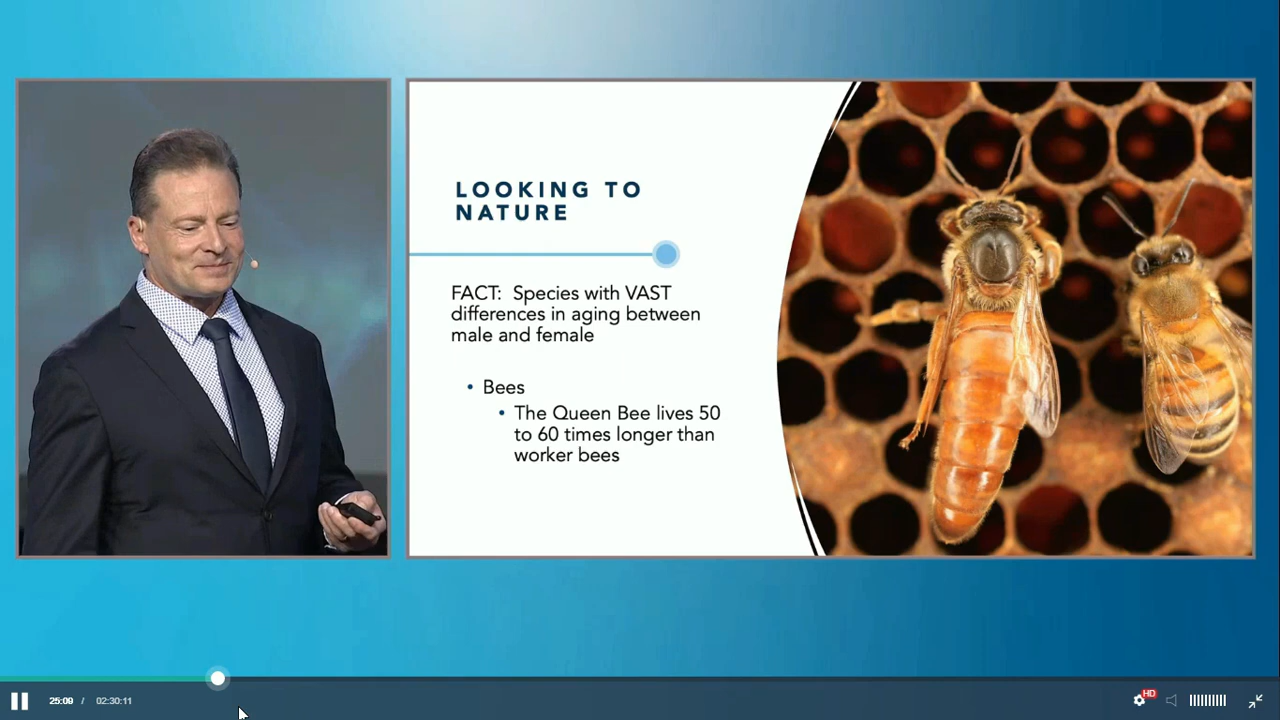 LOOKING TO
NATURE
FACT: Species with VAST
differences in aging between
male and female
• Bees
• The Queen Bee lives 50
to 60 times longer than
worker bees
25:09 / 02:30:11
HD